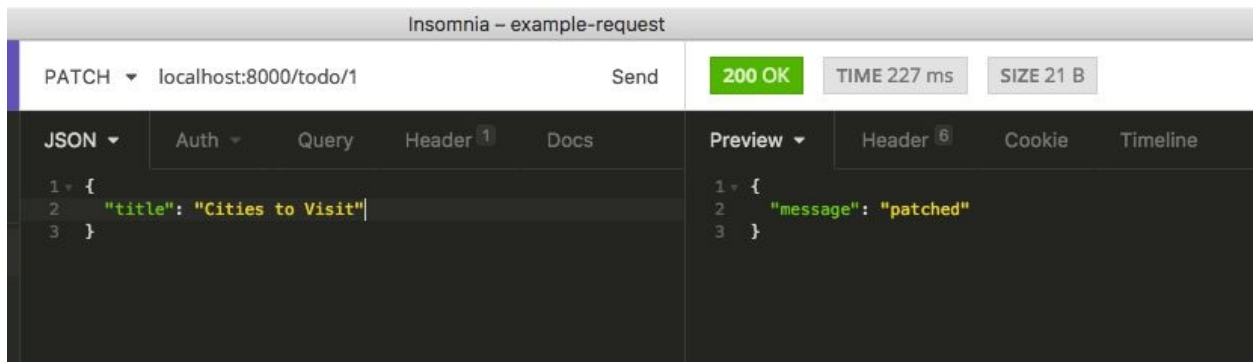 Insomnia – example-request
PATCH localhost:8000/todo/1 Send 200 OK TIME 227 ms SIZE 21 B
JSON Auth Query Header 1 Docs Preview Header 6 Cookie Timeline
1 { 1 {
2 "title": "Cities to Visit" 2 "message": "patched"
3 } 3 }